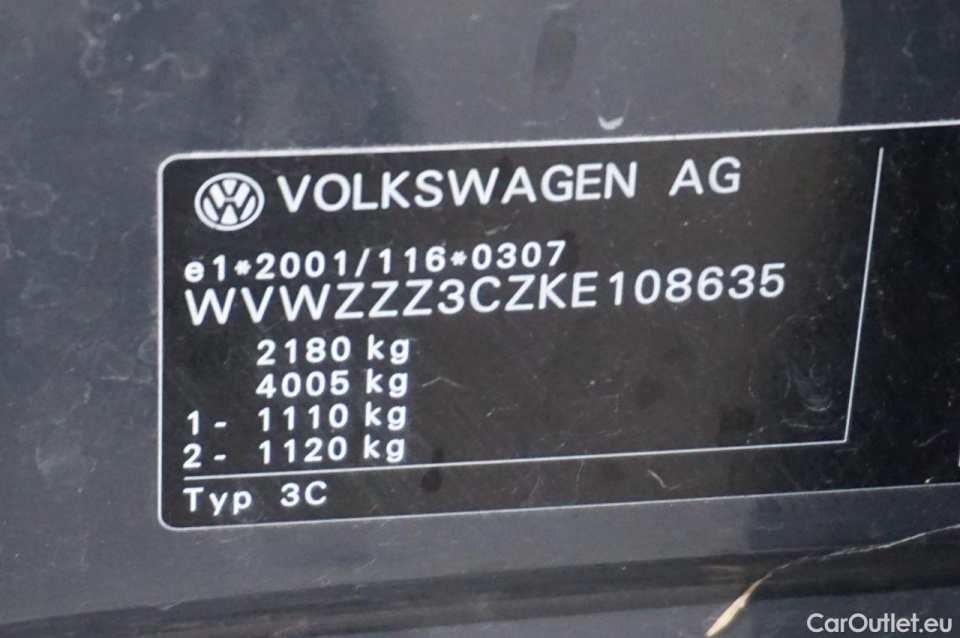 VOLKSWAGEN AG
e1*2001/116*0307
WVWZZZ3CZKE108635
2180 kg
4005 kg
1- 1110 kg
2- 1120 kg
Typ 3C
CarOutlet.eu